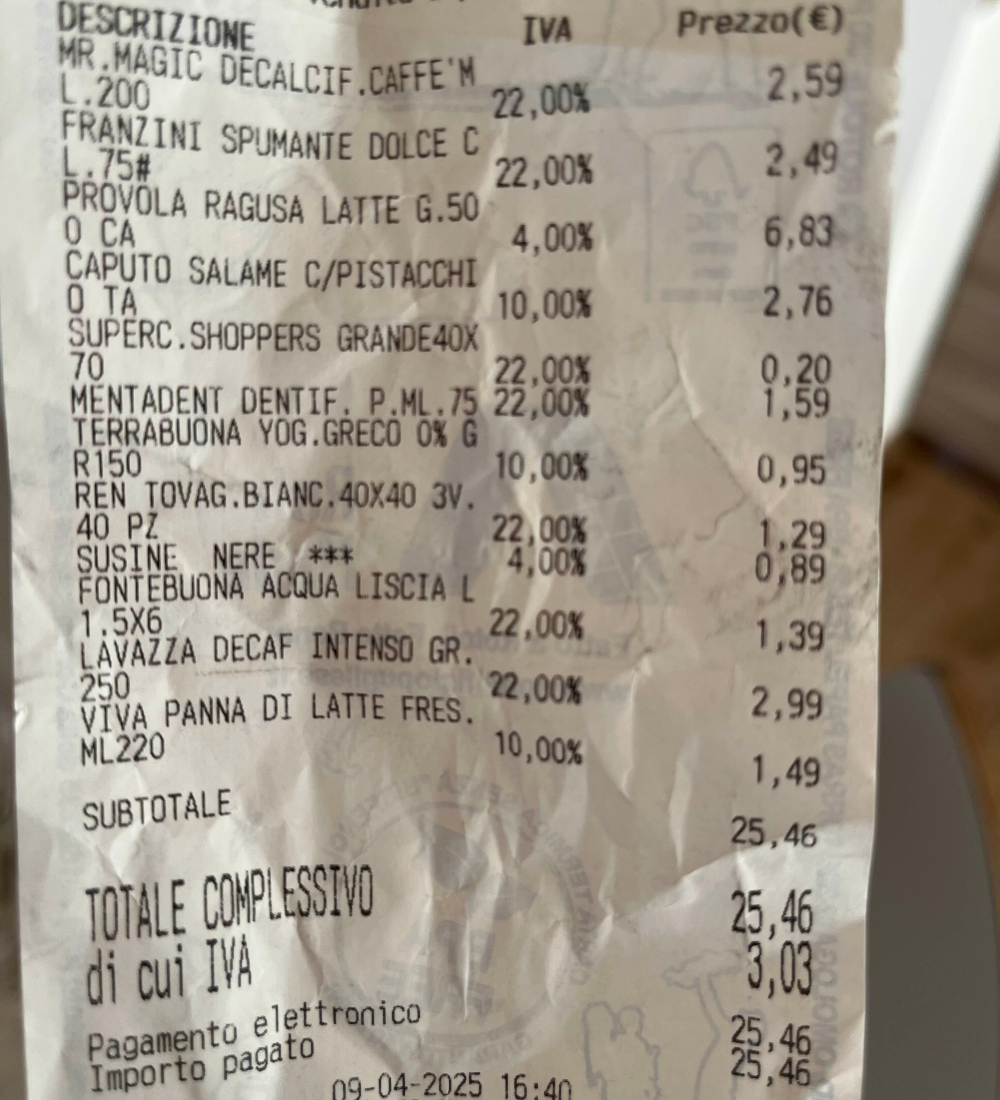 DESCRIZIONE IVA Prezzo(€)
MR.MAGIC DECALCIF.CAFFE'M
L.200 22,00% 2,59
FRANZINI SPUMANTE DOLCE C
L.75# 22,00% 2,49
PROVOLA RAGUSA LATTE G.50
0 CA 4,00% 6,83
CAPUTO SALAME C/PISTACCHI
O TA 10,00% 2,76
SUPERC.SHOPPERS GRANDE40X
70 22,00% 0,20
MENTADENT DENTIF. P.ML.75 22,00% 1,59
TERRABUONA YOG.GRECO 0% G
R150 10,00% 0,95
REN TOVAG.BIANC.40X40 3V.
40 PZ 22,00% 1,29
SUSINE NERE *** 4,00% 0,89
FONTEBUONA ACQUA LISCIA L
1.5X6 22,00% 1,39
LAVAZZA DECAF INTENSO GR.
250 22,00% 2,99
VIVA PANNA DI LATTE FRES.
ML220 10,00% 1,49
SUBTOTALE 25,46
TOTALE COMPLESSIVO 25,46
di cui IVA 3,03
Pagamento elettronico 25,46
Importo pagato 25,46
09-04-2025 16:40